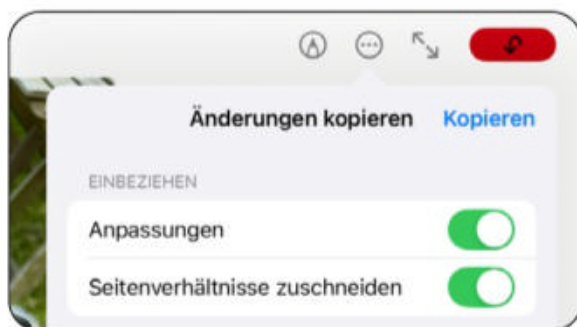 Änderungen kopieren Kopieren
EINBEZIEHEN
Anpassungen
Seitenverhältnisse zuschneiden